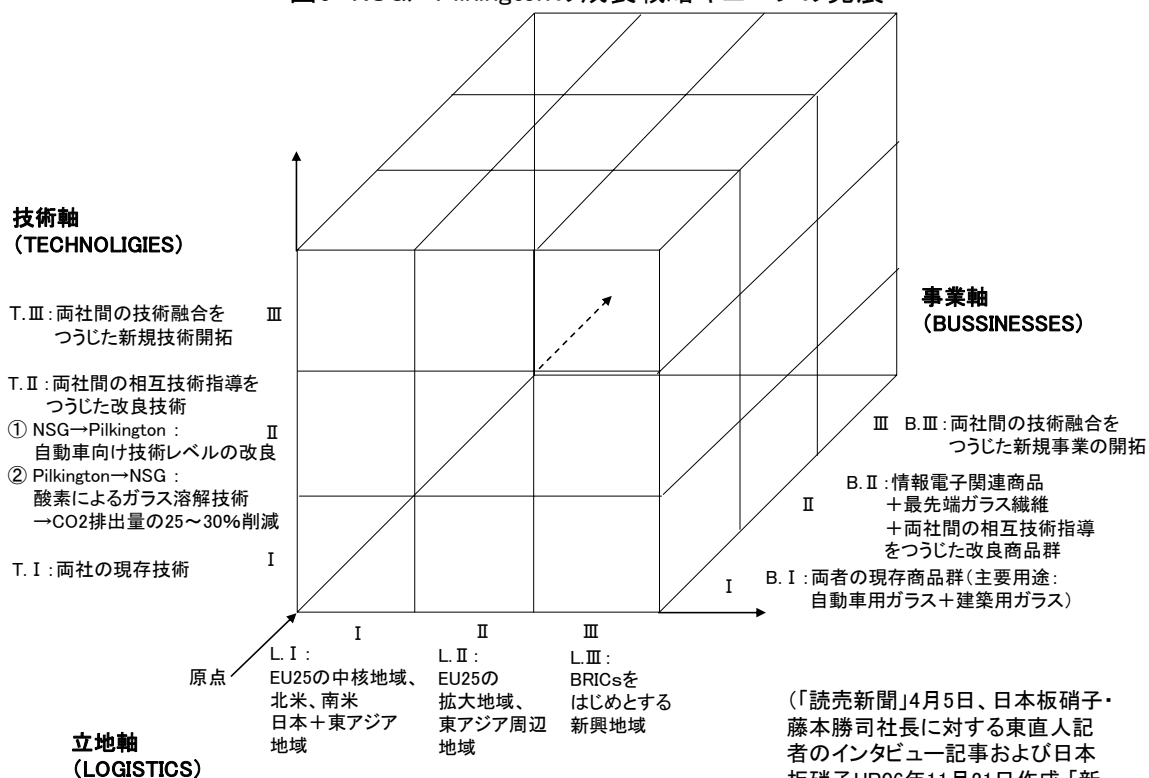 技術軸
(TECHNOLIGIES)
T.Ⅲ:両社間の技術融合を
つうじた新規技術開拓
Ⅲ
T.Ⅱ:両社間の相互技術指導を
つうじた改良技術
① NSG→Pilkington :
自動車向け技術レベルの改良
② Pilkington→NSG :
酸素によるガラス溶解技術
→CO2排出量の25~30%削減
Ⅱ
T.Ⅰ:両社の現存技術
Ⅰ
事業軸
(BUSSINESSES)
Ⅲ B.Ⅲ:両社間の技術融合を
つうじた新規事業の開拓
B.Ⅱ:情報電子関連商品
+最先端ガラス繊維
+両社間の相互技術指導
をつうじた改良商品群
Ⅱ
B.Ⅰ:両者の現存商品群(主要用途:
自動車用ガラス+建築用ガラス)
Ⅰ
原点
Ⅰ
L.Ⅰ:
EU25の中核地域、
北米、南米
日本+東アジア
地域
Ⅱ
L.Ⅱ:
EU25の
拡大地域、
東アジア周辺
地域
Ⅲ
L.Ⅲ:
BRICsを
はじめとする
新興地域
立地軸
(LOGISTICS)
(「読売新聞」4月5日、日本板硝子・
藤本勝司社長に対する東直人記
者のインタビュー記事および日本